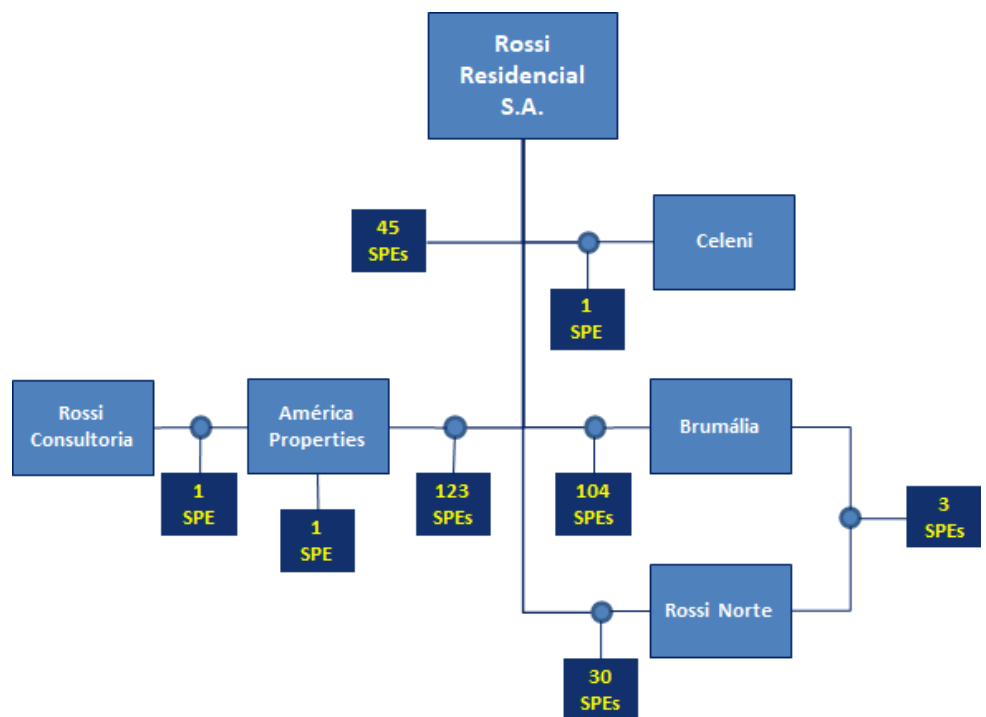 Rossi
Residencial
S.A.
45
SPEs
Celeni
1
SPE
Rossi
Consultoria
América
Properties
Brumália
1
SPE
123
SPEs
104
SPEs
3
SPEs
1
SPE
Rossi Norte
30
SPEs